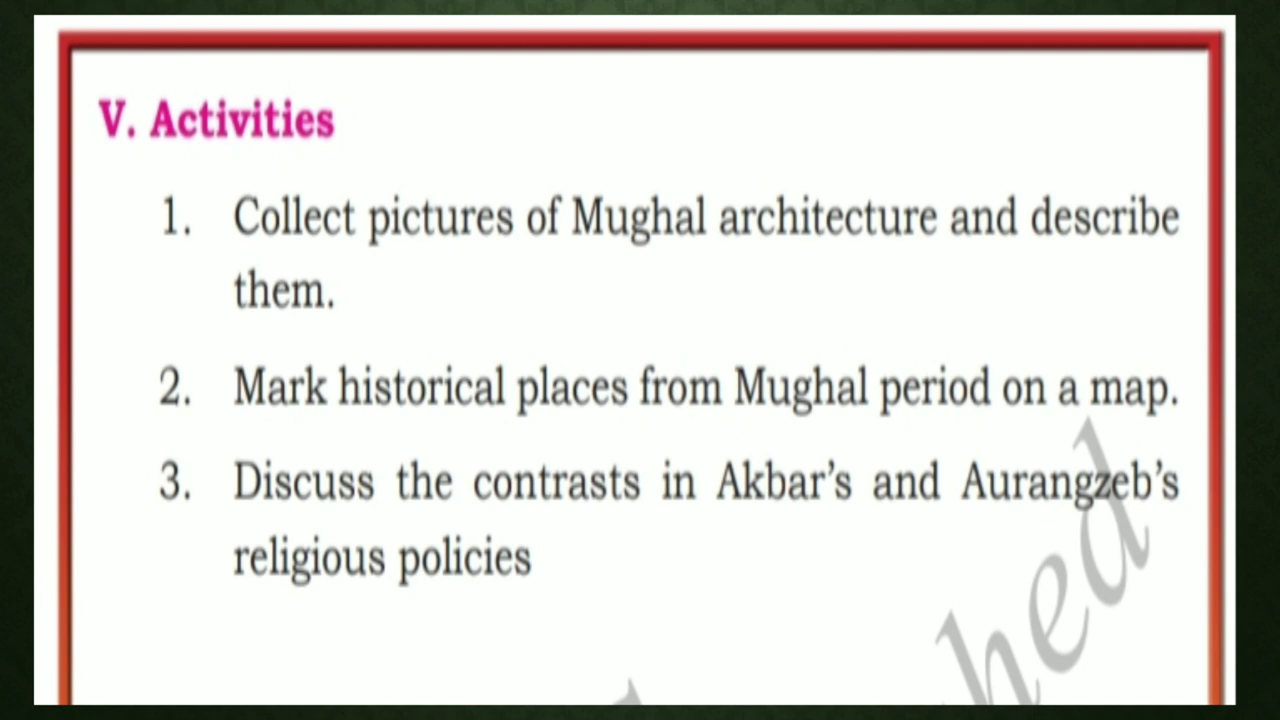 V. Activities
1. Collect pictures of Mughal architecture and describe
them.
2. Mark historical places from Mughal period on a map.
3. Discuss the contrasts in Akbar’s and Aurangzeb’s
religious policies
hed